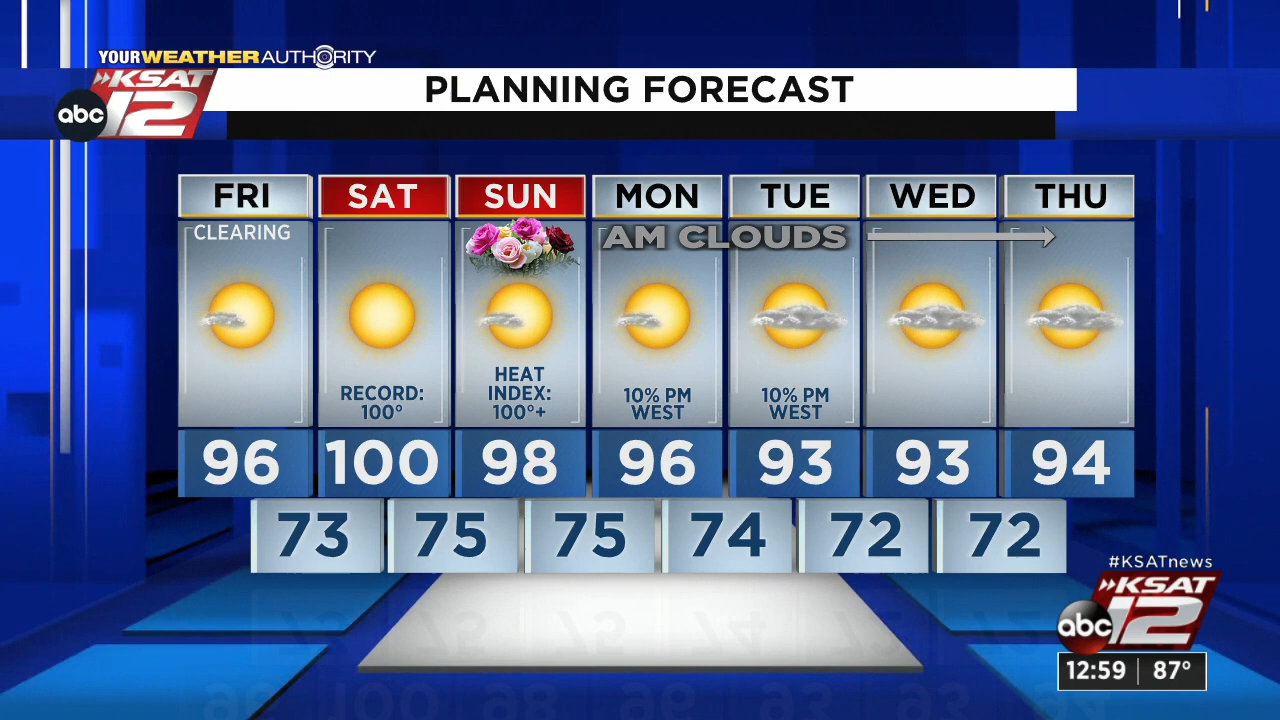 YOURWEATHERAUTHORITY
KSAT
abc 12
PLANNING FORECAST
FRI SAT SUN MON TUE WED THU
CLEARING
AM CLOUDS
RECORD:
100°
HEAT
INDEX:
100°+
10% PM
WEST
10% PM
WEST
96 100 98 96 93 93 94
73 75 75 74 72 72
#KSATnews
KSAT
abc 12
12:59 87°